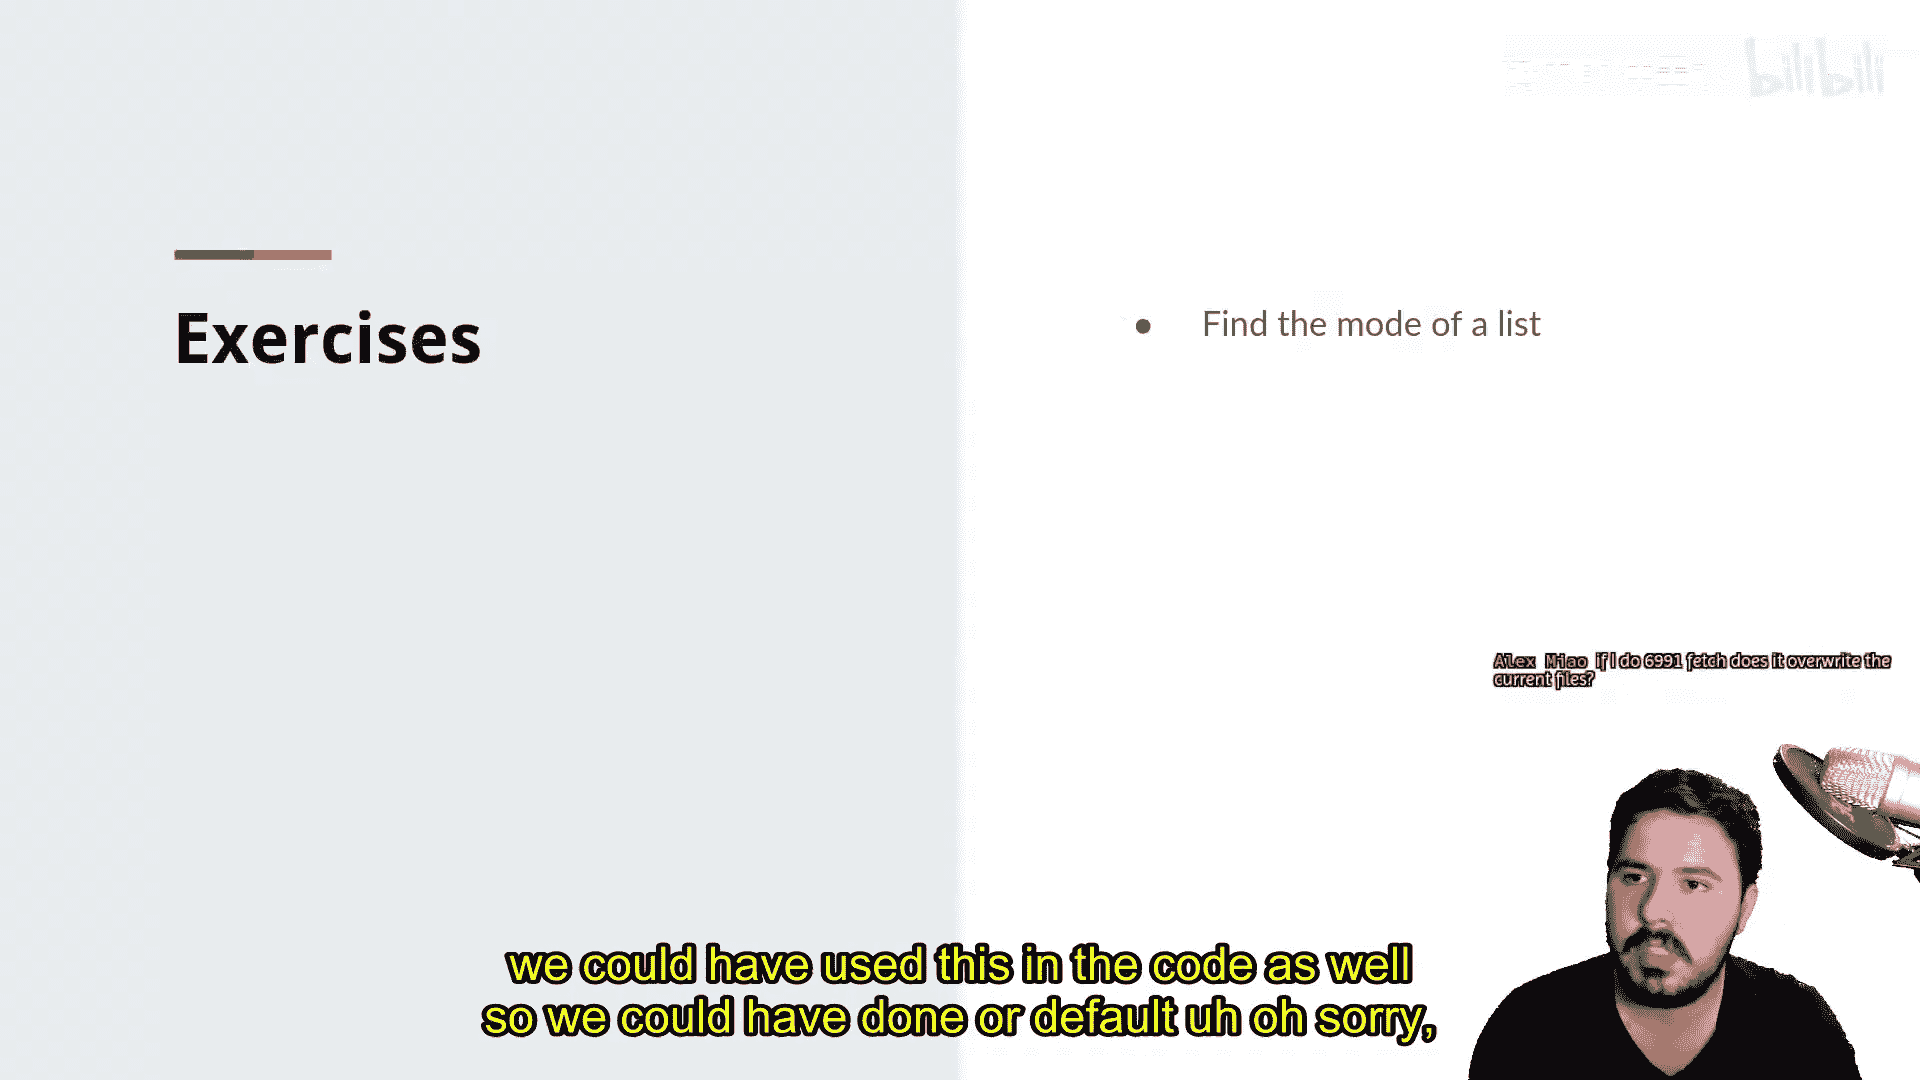 bilibili
Exercises
Find the mode of a list
Alex Miao if I do 6991 fetch does it overwrite the
current files?
we could have used this in the code as well
so we could have done or default uh oh sorry,